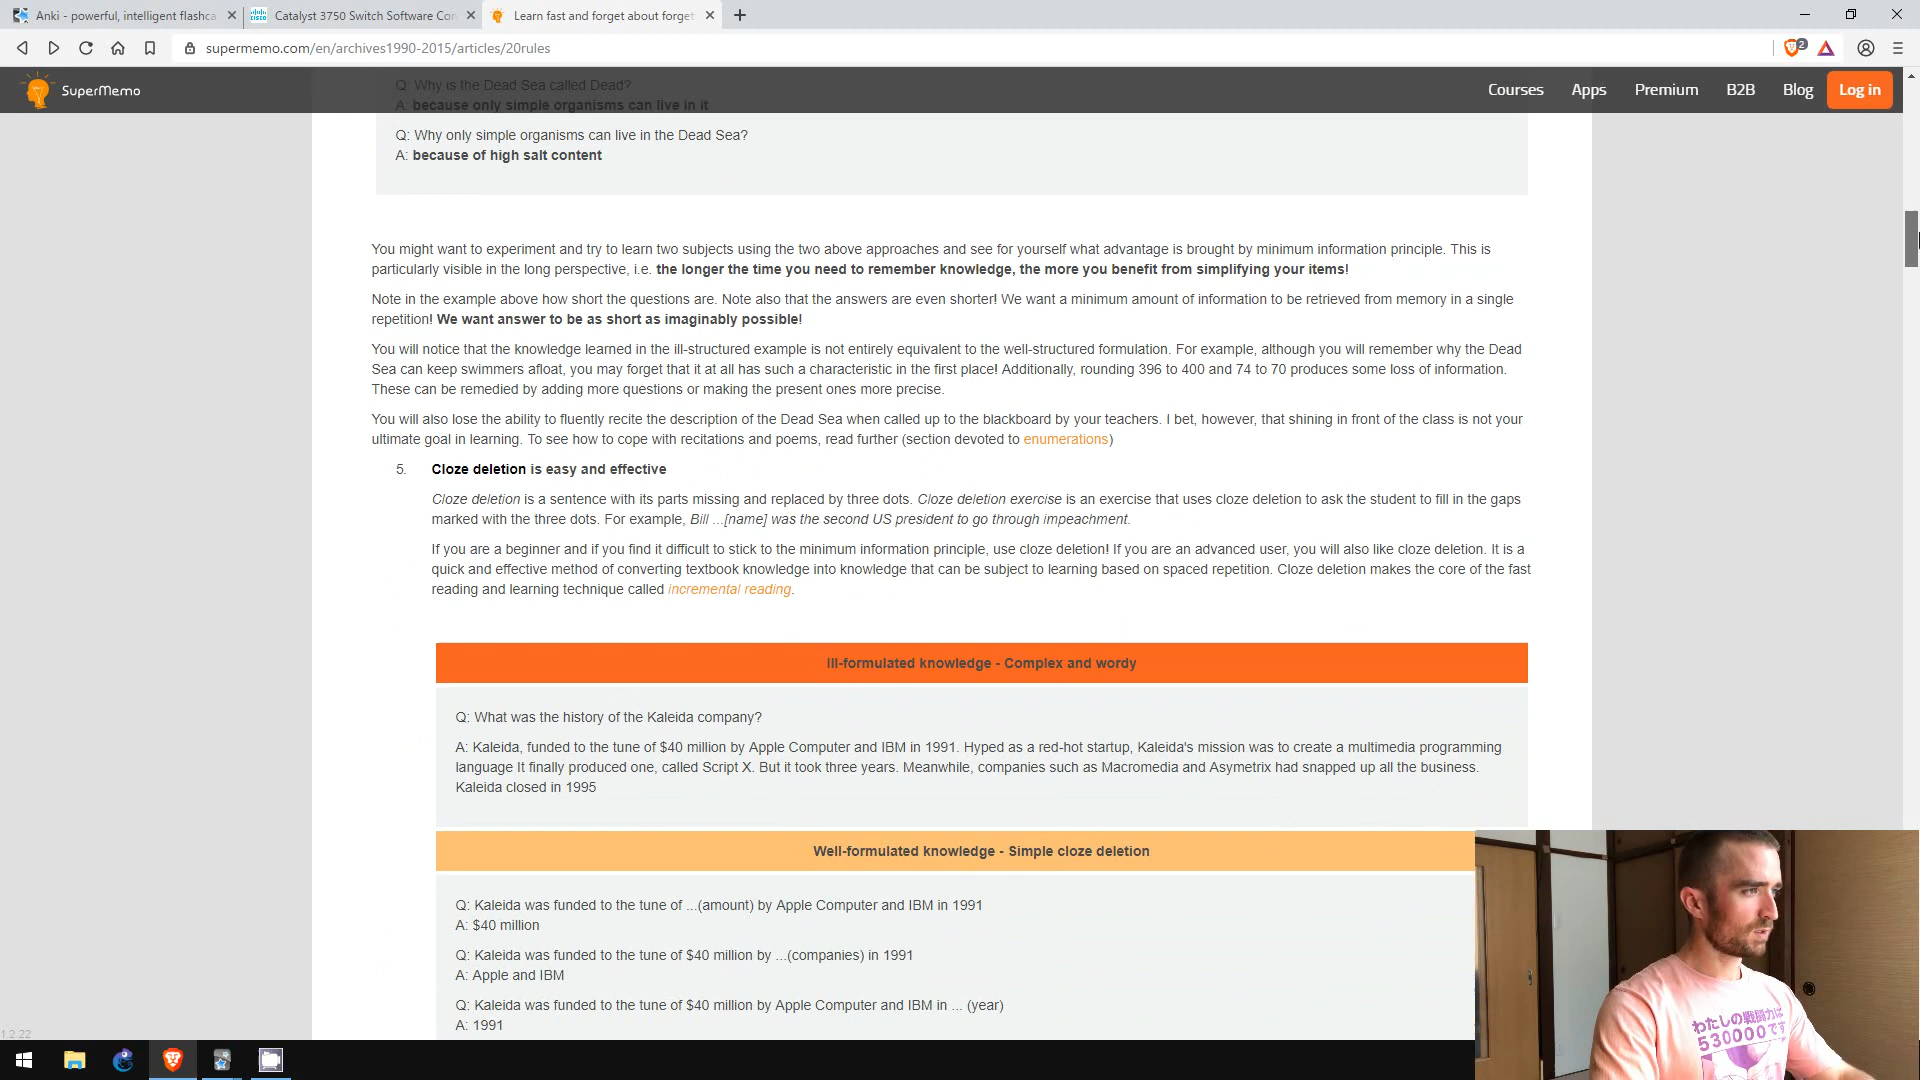 Anki - powerful, intelligent flashca
Catalyst 3750 Switch Software Con
Learn fast and forget about forget
supermemo.com/en/archives1990-2015/articles/20rules
2
SuperMemo
Courses
Apps
Premium
B2B
Blog
Log in
Q: Why is the Dead Sea called Dead?
A: because only simple organisms can live in it
Q: Why only simple organisms can live in the Dead Sea?
A: because of high salt content
You might want to experiment and try to learn two subjects using the two above approaches and see for yourself what advantage is brought by minimum information principle. This is
particularly visible in the long perspective, i.e. the longer the time you need to remember knowledge, the more you benefit from simplifying your items!
Note in the example above how short the questions are. Note also that the answers are even shorter! We want a minimum amount of information to be retrieved from memory in a single
repetition! We want answer to be as short as imaginably possible!
You will notice that the knowledge learned in the ill-structured example is not entirely equivalent to the well-structured formulation. For example, although you will remember why the Dead
Sea can keep swimmers afloat, you may forget that it at all has such a characteristic in the first place! Additionally, rounding 396 to 400 and 74 to 70 produces some loss of information.
These can be remedied by adding more questions or making the present ones more precise.
You will also lose the ability to fluently recite the description of the Dead Sea when called up to the blackboard by your teachers. I bet, however, that shining in front of the class is not your
ultimate goal in learning. To see how to cope with recitations and poems, read further (section devoted to enumerations)
5. Cloze deletion is easy and effective
Cloze deletion is a sentence with its parts missing and replaced by three dots. Cloze deletion exercise is an exercise that uses cloze deletion to ask the student to fill in the gaps
marked with the three dots. For example, Bill ...[name] was the second US president to go through impeachment.
If you are a beginner and if you find it difficult to stick to the minimum information principle, use cloze deletion! If you are an advanced user, you will also like cloze deletion. It is a
quick and effective method of converting textbook knowledge into knowledge that can be subject to learning based on spaced repetition. Cloze deletion makes the core of the fast
reading and learning technique called incremental reading.
Ill-formulated knowledge - Complex and wordy
Q: What was the history of the Kaleida company?
A: Kaleida, funded to the tune of $40 million by Apple Computer and IBM in 1991. Hyped as a red-hot startup, Kaleida's mission was to create a multimedia programming
language It finally produced one, called Script X. But it took three years. Meanwhile, companies such as Macromedia and Asymetrix had snapped up all the business.
Kaleida closed in 1995
Well-formulated knowledge - Simple cloze deletion
Q: Kaleida was funded to the tune of ...(amount) by Apple Computer and IBM in 1991
A: $40 million
Q: Kaleida was funded to the tune of $40 million by ...(companies) in 1991
A: Apple and IBM
Q: Kaleida was funded to the tune of $40 million by Apple Computer and IBM in ... (year)
A: 1991
1.2.22
わたしの戦闘力は
530000です